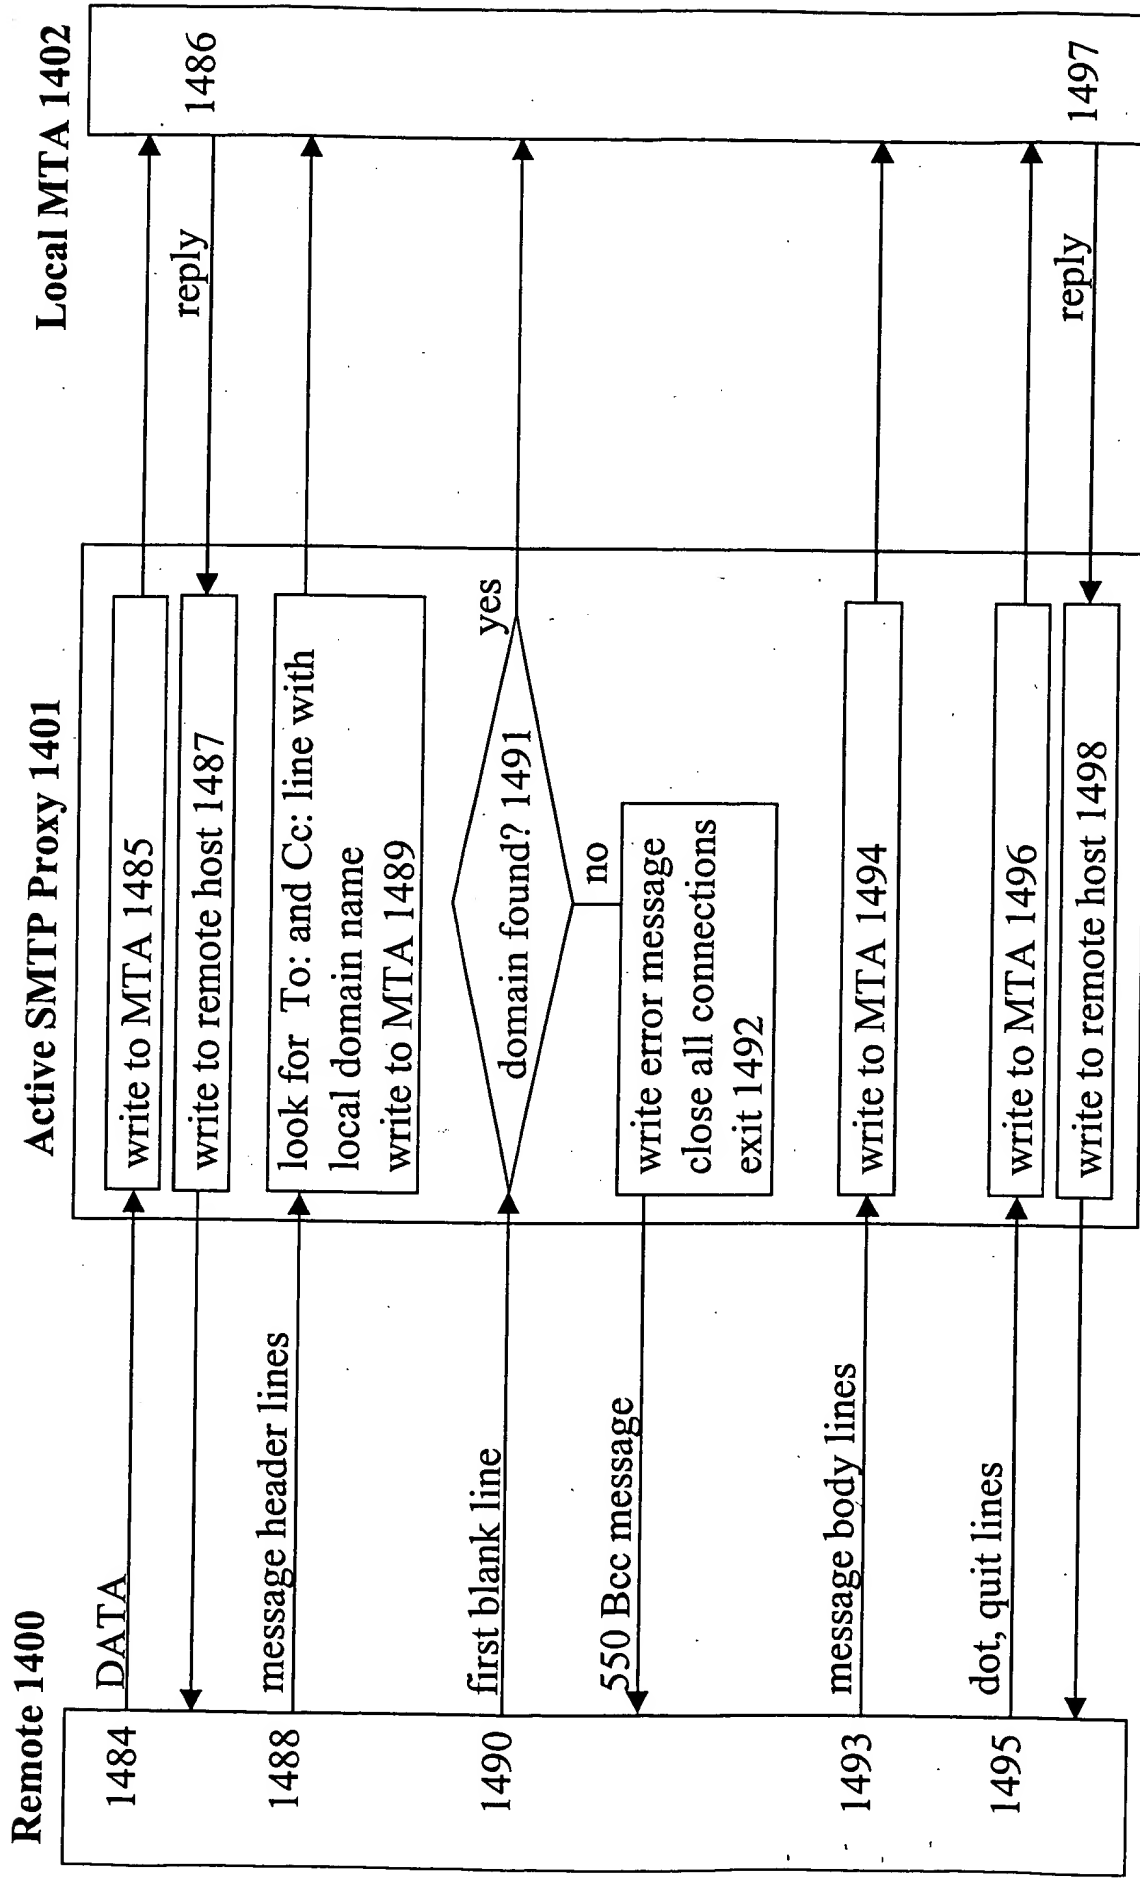 Remote 1400
Active SMTP Proxy 1401
Local MTA 1402
1484
DATA
write to MTA 1485
1486
reply
write to remote host 1487
1488
message header lines
look for To: and Cc: line with
local domain name
write to MTA 1489
1490
first blank line
domain found? 1491
yes
no
550 Bcc message
write error message
close all connections
exit 1492
1493
message body lines
write to MTA 1494
1495
dot, quit lines
write to MTA 1496
1497
reply
write to remote host 1498